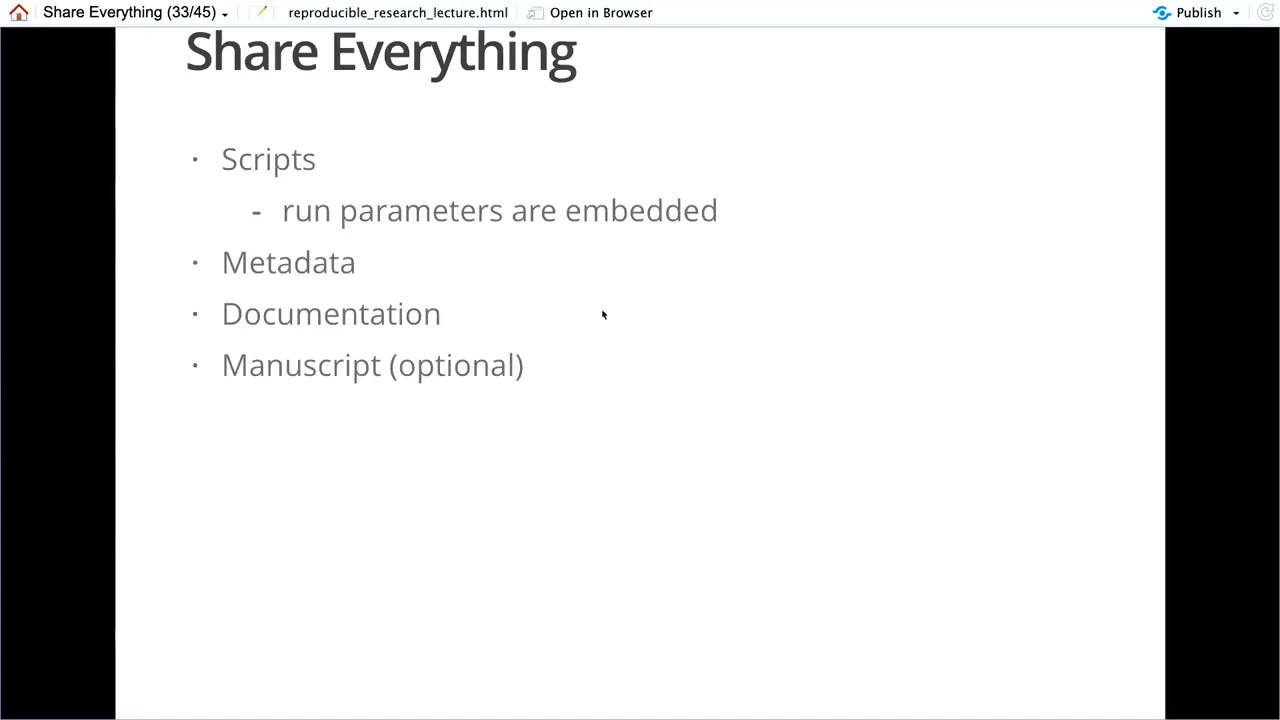 Share Everything (33/45) reproducible_research_lecture.html Open in Browser Publish
Share Everything
· Scripts
- run parameters are embedded
· Metadata
· Documentation
· Manuscript (optional)